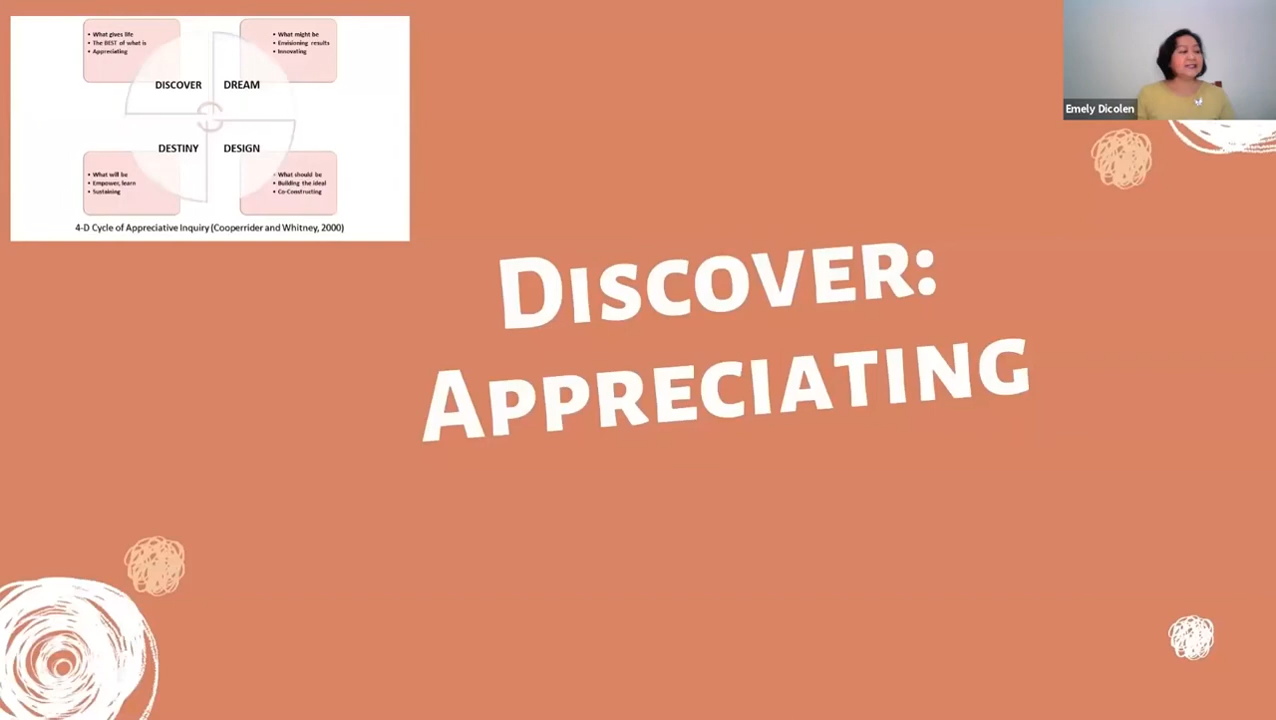 • What gives life
• The BEST of what is
• Appreciating
• What might be
• Envisioning results
• Innovating
DISCOVER
DREAM
DESTINY
DESIGN
• What will be
• Empower, learn
• Sustaining
• What should be
• Building the ideal
• Co-Constructing
4-D Cycle of Appreciative Inquiry (Cooperrider and Whitney, 2000)
Emely Dicolen
DISCOVER:
APPRECIATING